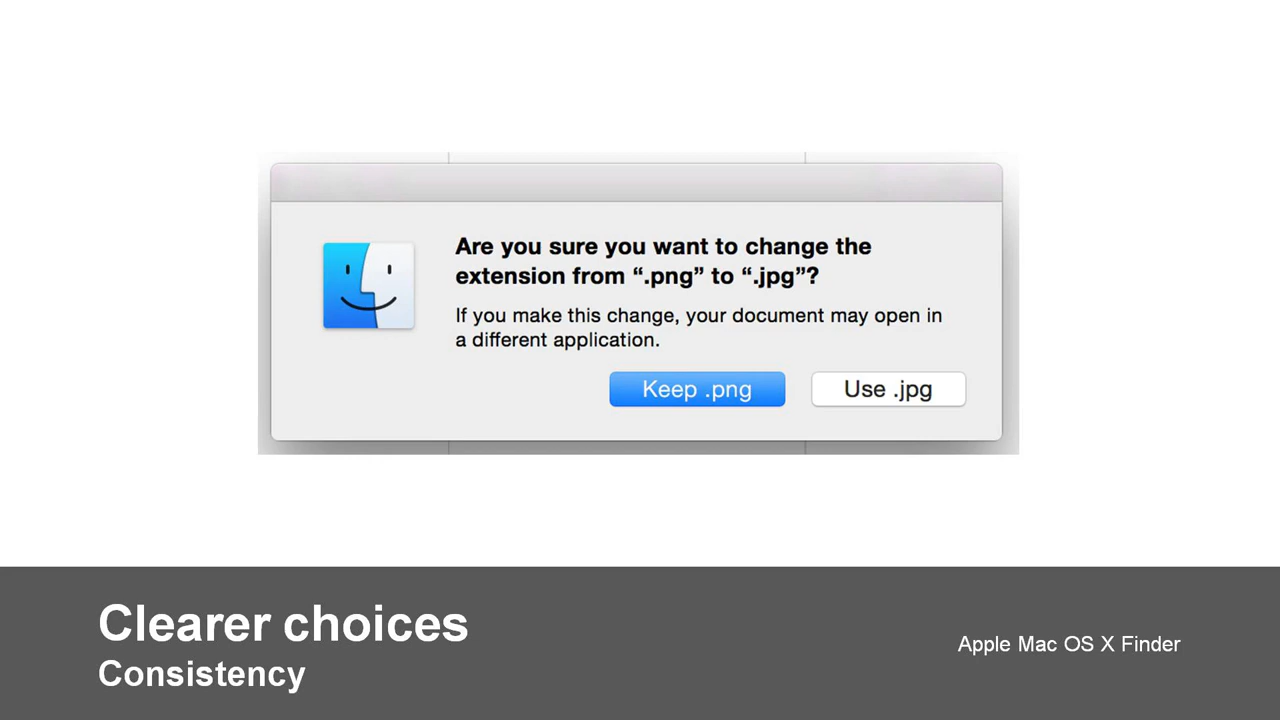 Are you sure you want to change the
extension from “.png” to “.jpg”?
If you make this change, your document may open in
a different application.
Keep .png
Use .jpg
Clearer choices
Consistency
Apple Mac OS X Finder